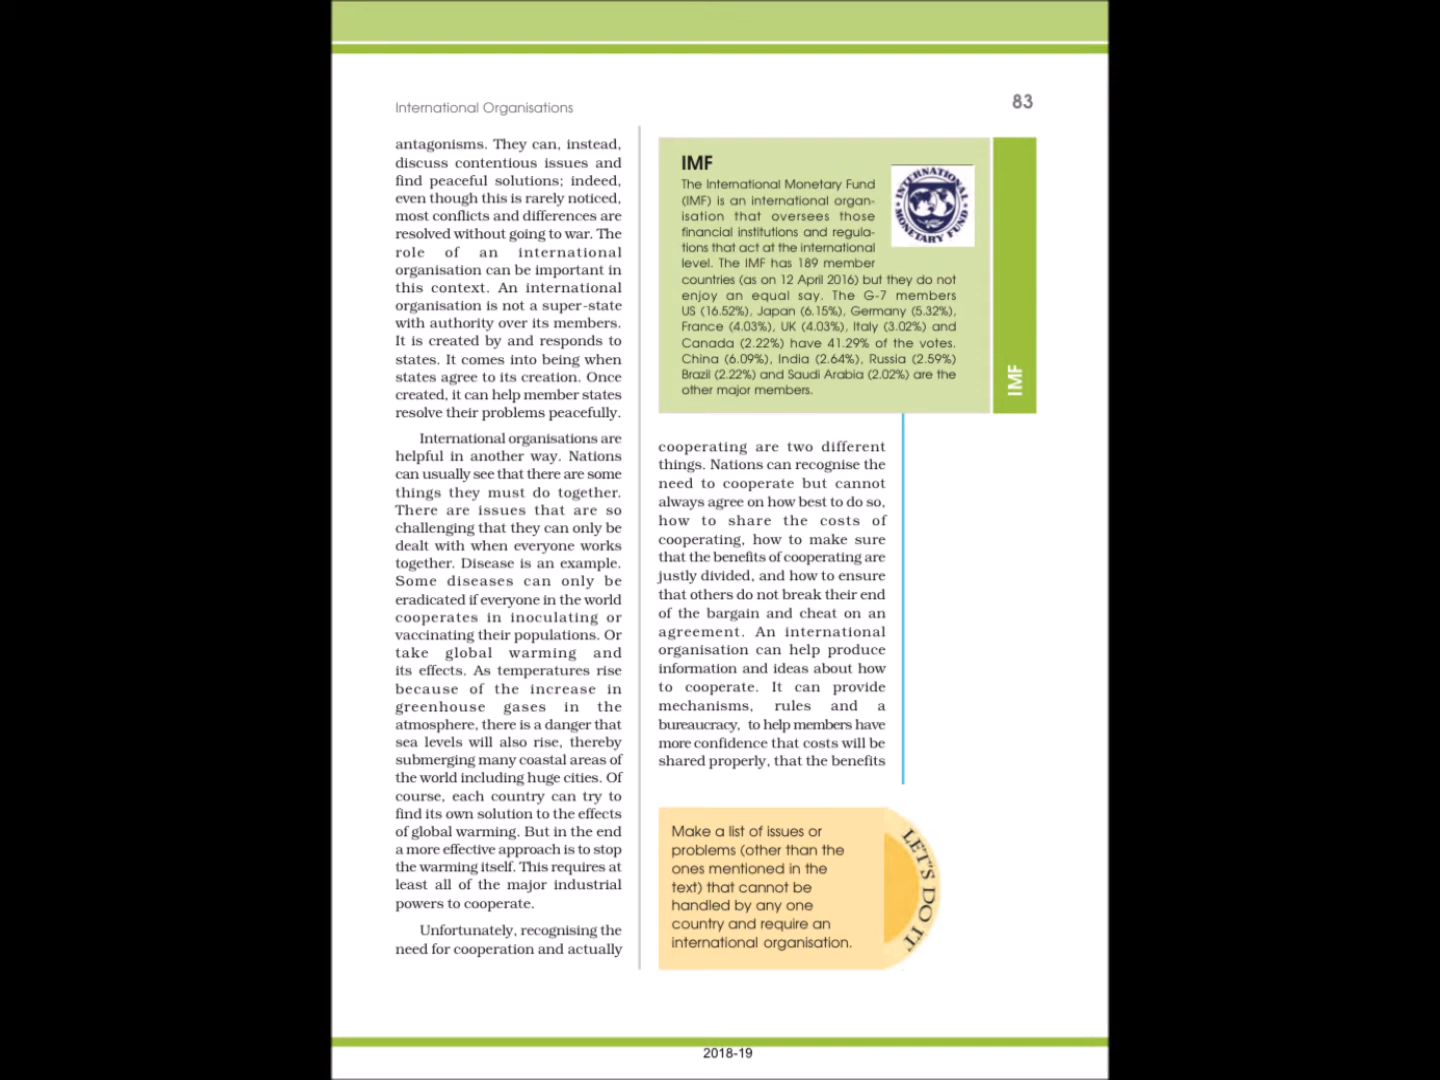 International Organisations
83
antagonisms. They can, instead,
discuss contentious issues and
find peaceful solutions; indeed,
even though this is rarely noticed,
most conflicts and differences are
resolved without going to war. The
role of an international
organisation can be important in
this context. An international
organisation is not a super-state
with authority over its members.
It is created by and responds to
states. It comes into being when
states agree to its creation. Once
created, it can help member states
resolve their problems peacefully.
International organisations are
helpful in another way. Nations
can usually see that there are some
things they must do together.
There are issues that are so
challenging that they can only be
dealt with when everyone works
together. Disease is an example.
Some diseases can only be
eradicated if everyone in the world
cooperates in inoculating or
vaccinating their populations. Or
take global warming and
its effects. As temperatures rise
because of the increase in
greenhouse gases in the
atmosphere, there is a danger that
sea levels will also rise, thereby
submerging many coastal areas of
the world including huge cities. Of
course, each country can try to
find its own solution to the effects
of global warming. But in the end
a more effective approach is to stop
the warming itself. This requires at
least all of the major industrial
powers to cooperate.
Unfortunately, recognising the
need for cooperation and actually
IMF
The International Monetary Fund
(IMF) is an international organ-
isation that oversees those
financial institutions and regula-
tions that act at the international
level. The IMF has 189 member
countries (as on 12 April 2016) but they do not
enjoy an equal say. The G-7 members
US (16.52%), Japan (6.15%), Germany (5.32%),
France (4.03%), UK (4.03%), Italy (3.02%) and
Canada (2.22%) have 41.29% of the votes.
China (6.09%), India (2.64%), Russia (2.59%)
Brazil (2.22%) and Saudi Arabia (2.02%) are the
other major members.
INTERNATIONAL MONETARY FUND
IMF
cooperating are two different
things. Nations can recognise the
need to cooperate but cannot
always agree on how best to do so,
how to share the costs of
cooperating, how to make sure
that the benefits of cooperating are
justly divided, and how to ensure
that others do not break their end
of the bargain and cheat on an
agreement. An international
organisation can help produce
information and ideas about how
to cooperate. It can provide
mechanisms, rules and a
bureaucracy, to help members have
more confidence that costs will be
shared properly, that the benefits
Make a list of issues or
problems (other than the
ones mentioned in the
text) that cannot be
handled by any one
country and require an
international organisation.
LET'S DO IT
2018-19